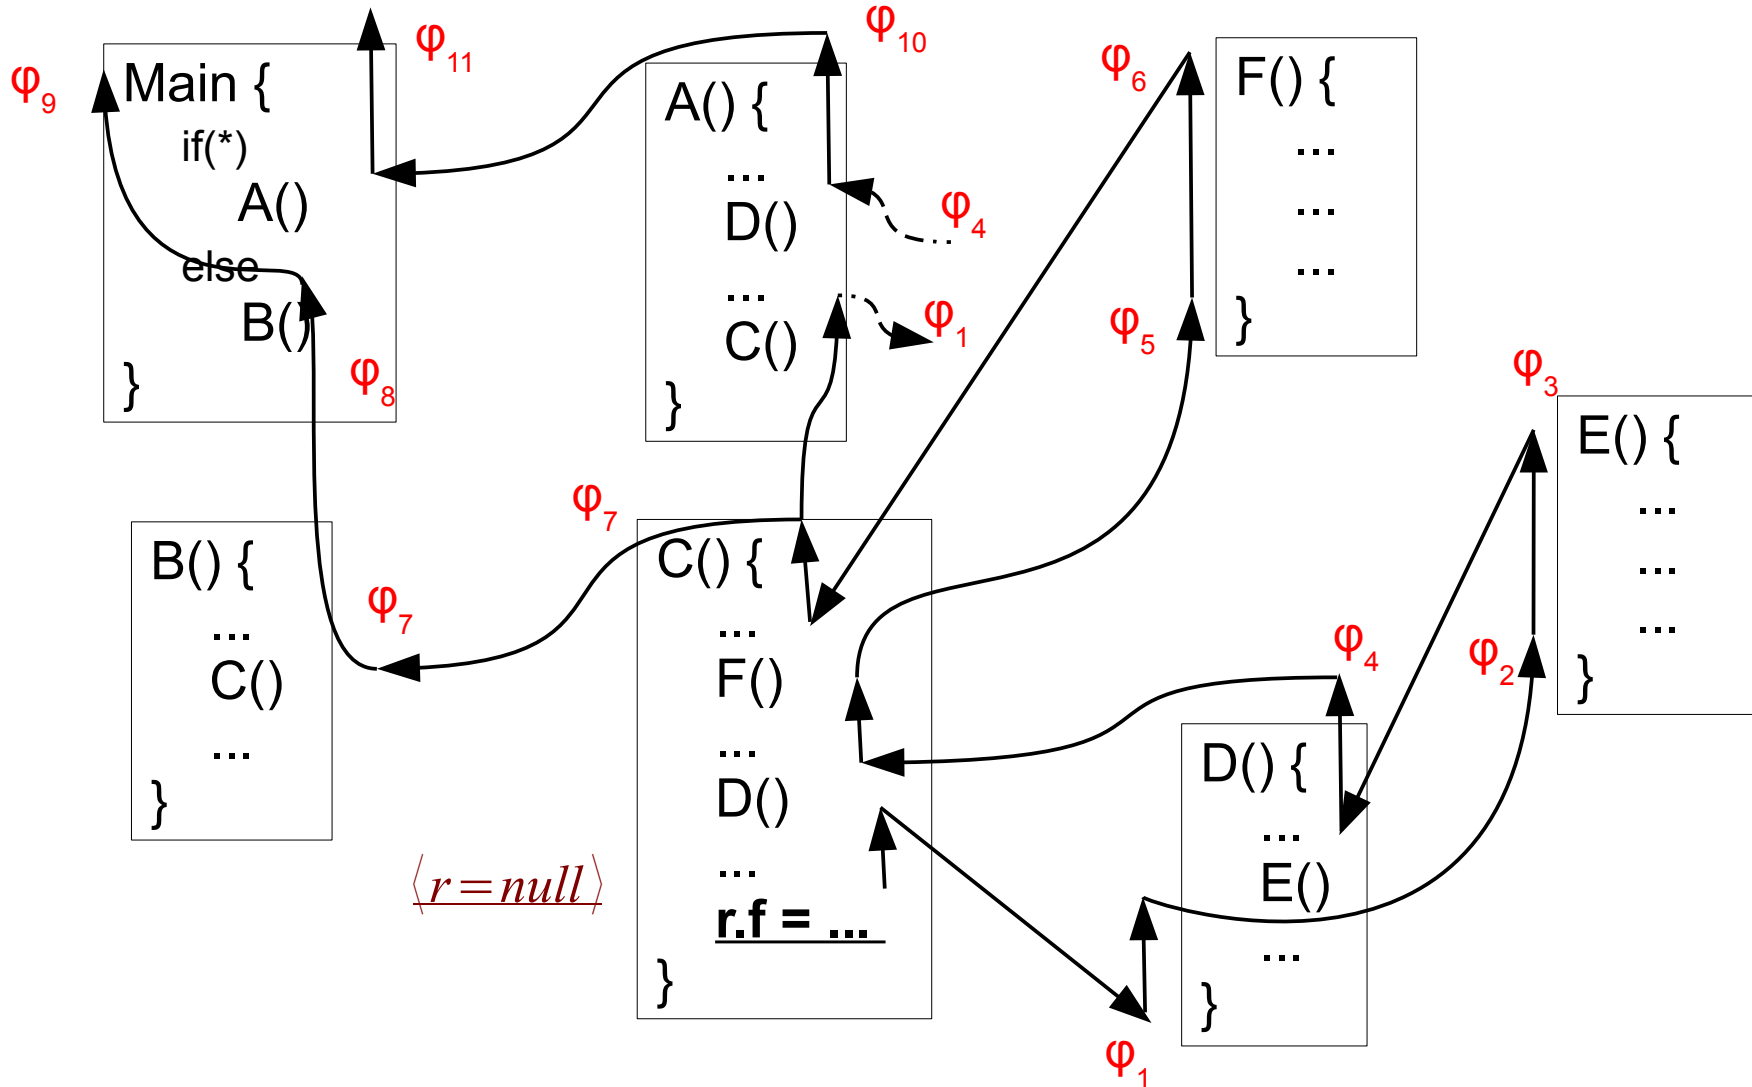 φ9
Main {
if(*)
A()
else
B()
}
φ11
φ8
φ10
A() {
...
D()
...
C()
}
φ4
φ1
φ6
F() {
...
...
...
}
φ5
φ3
E() {
...
...
...
}
φ2
B() {
...
C()
...
}
φ7
φ7
C() {
...
F()
...
D()
...
r.f = ...
}
⟨r=null⟩
φ4
D() {
...
E()
...
}
φ1